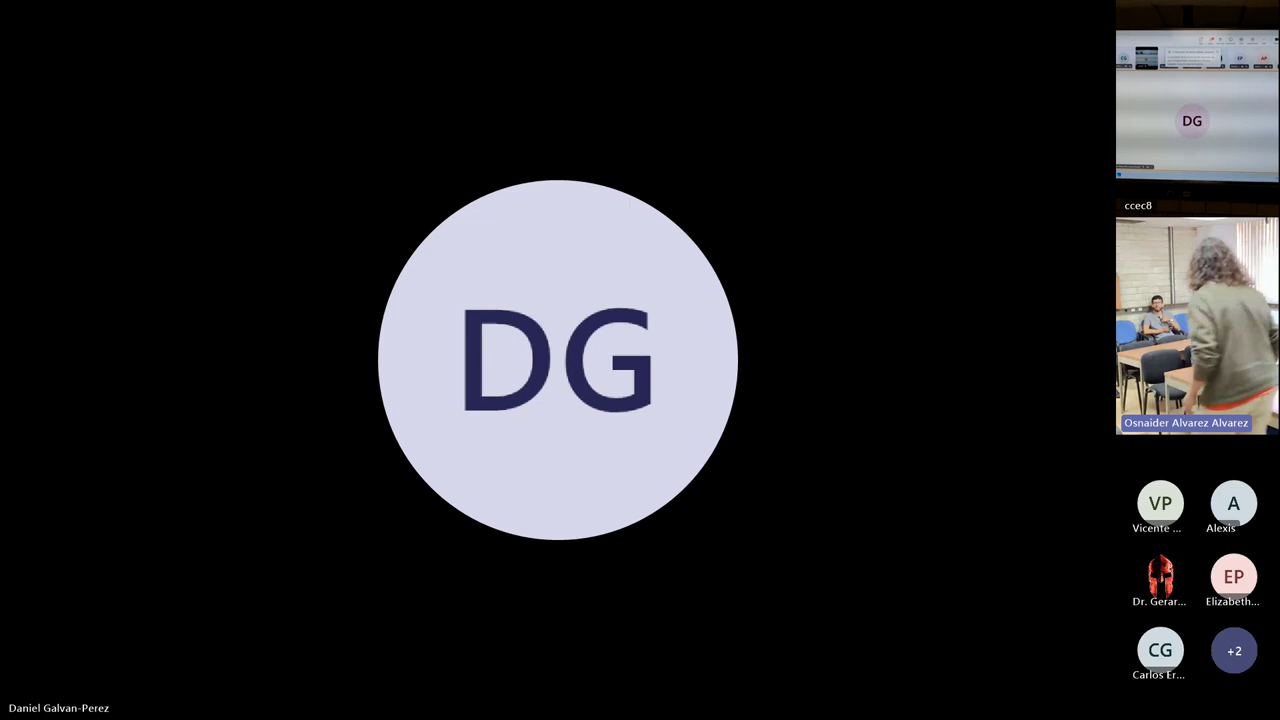 DG
Daniel Galvan-Perez
DG
ccec8
Osnaider Alvarez Alvarez
VP
Vicente ...
A
Alexis
Dr. Gerar...
EP
Elizabeth...
CG
Carlos Er...
+2